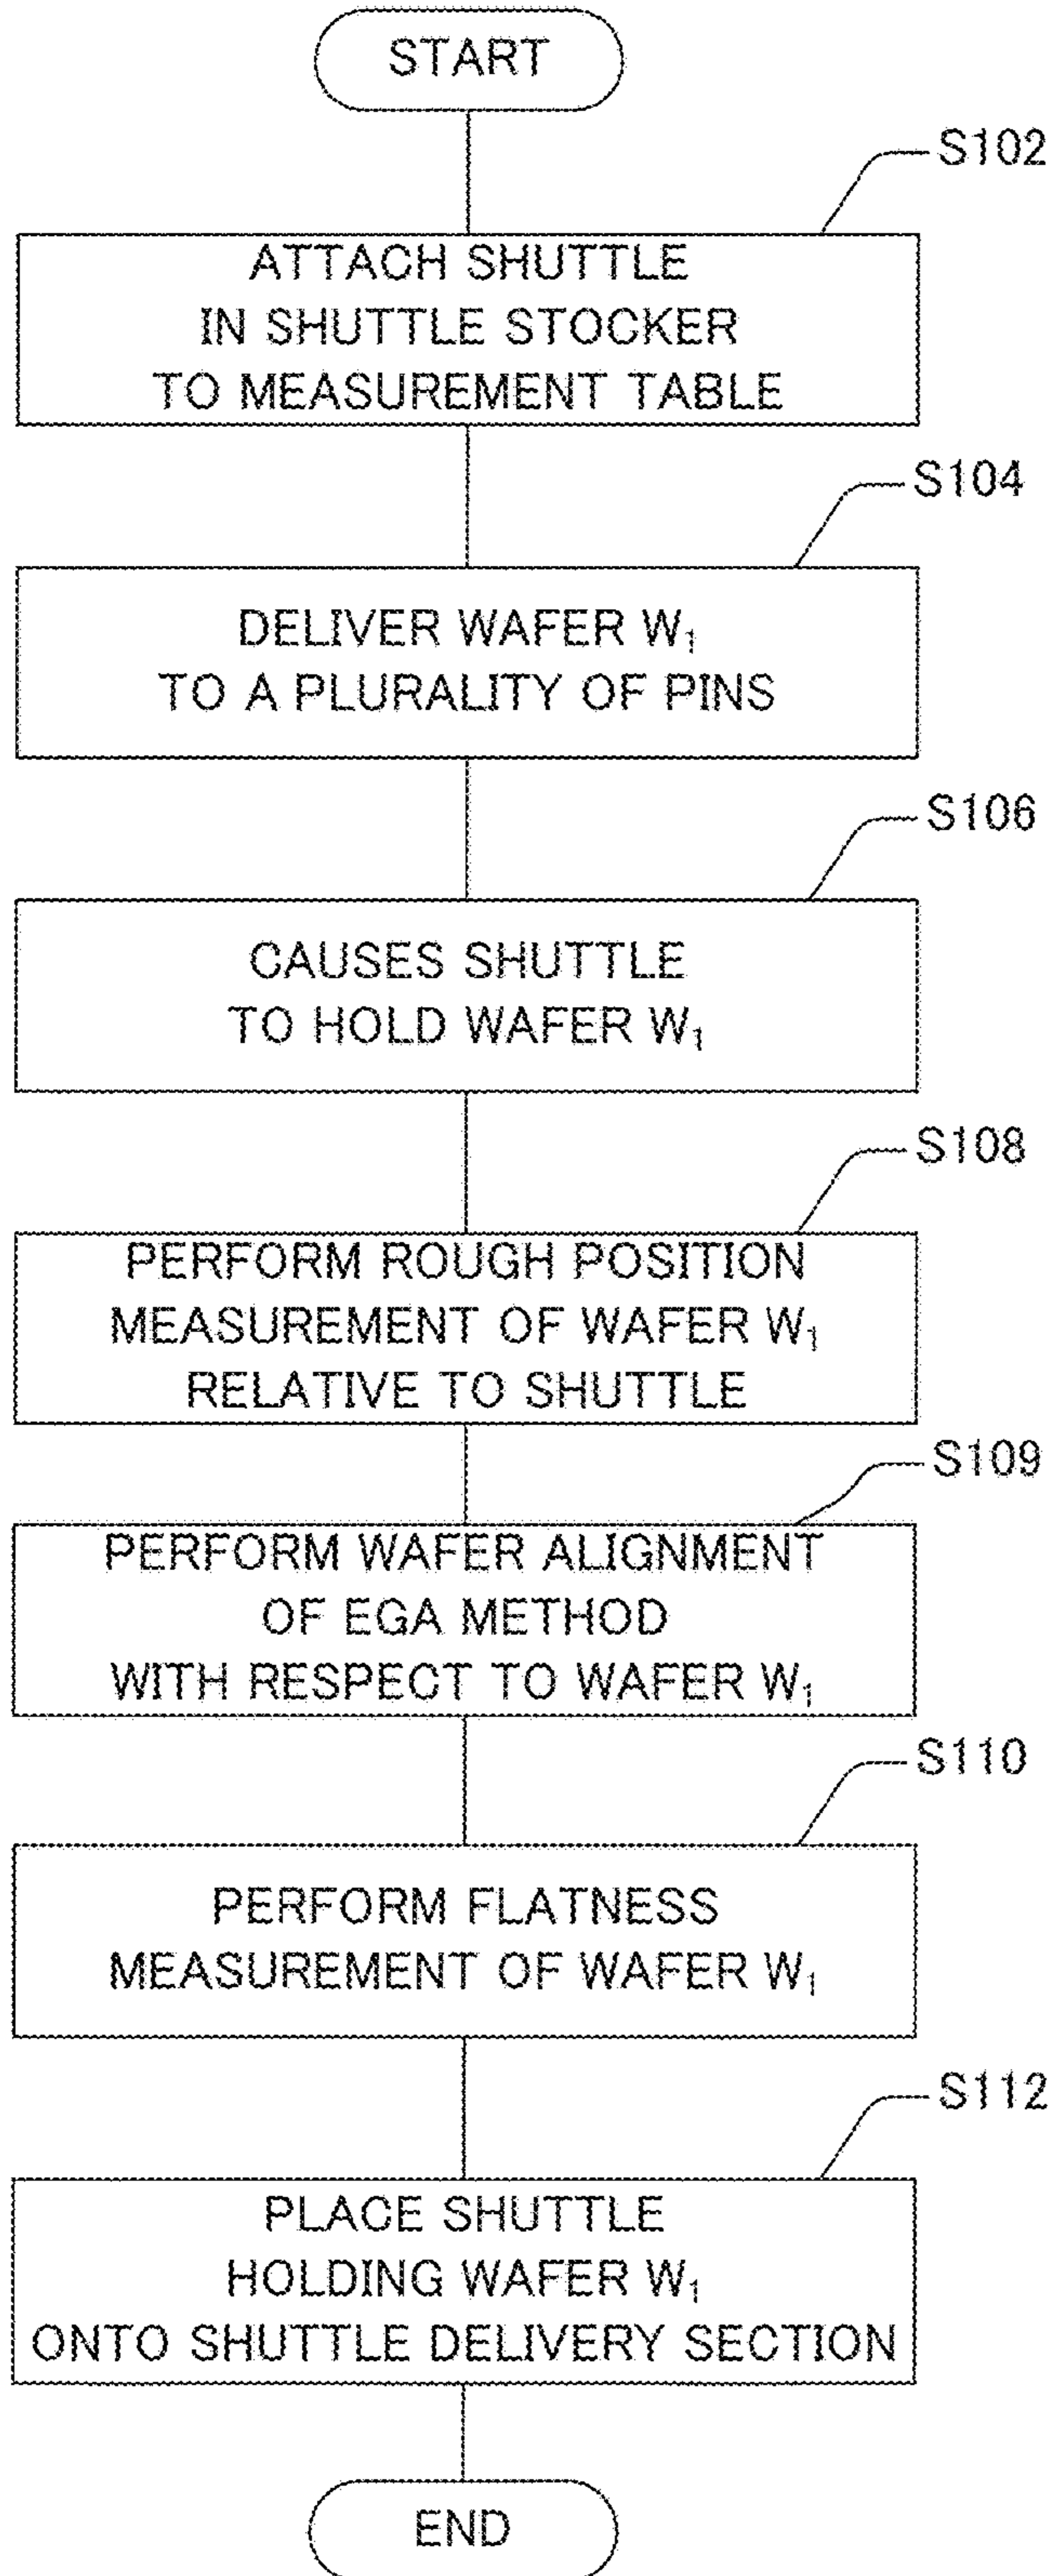 START
S102
ATTACH SHUTTLE
IN SHUTTLE STOCKER
TO MEASUREMENT TABLE
S104
DELIVER WAFER W₁
TO A PLURALITY OF PINS
S106
CAUSES SHUTTLE
TO HOLD WAFER W₁
S108
PERFORM ROUGH POSITION
MEASUREMENT OF WAFER W₁
RELATIVE TO SHUTTLE
S109
PERFORM WAFER ALIGNMENT
OF EGA METHOD
WITH RESPECT TO WAFER W₁
S110
PERFORM FLATNESS
MEASUREMENT OF WAFER W₁
S112
PLACE SHUTTLE
HOLDING WAFER W₁
ONTO SHUTTLE DELIVERY SECTION
END